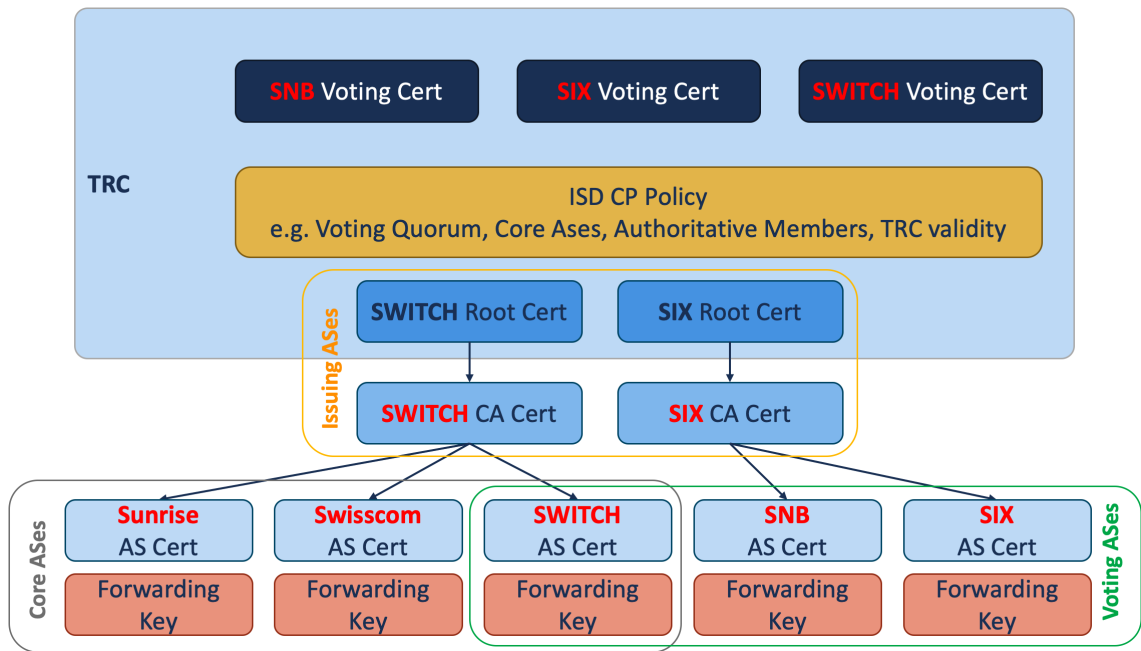 SNB Voting Cert
SIX Voting Cert
SWITCH Voting Cert
TRC
ISD CP Policy
e.g. Voting Quorum, Core Ases, Authoritative Members, TRC validity
Issuing ASes
SWITCH Root Cert
SIX Root Cert
SWITCH CA Cert
SIX CA Cert
Core ASes
Sunrise
AS Cert
Swisscom
AS Cert
SWITCH
AS Cert
SNB
AS Cert
SIX
AS Cert
Voting ASes
Forwarding
Key
Forwarding
Key
Forwarding
Key
Forwarding
Key
Forwarding
Key